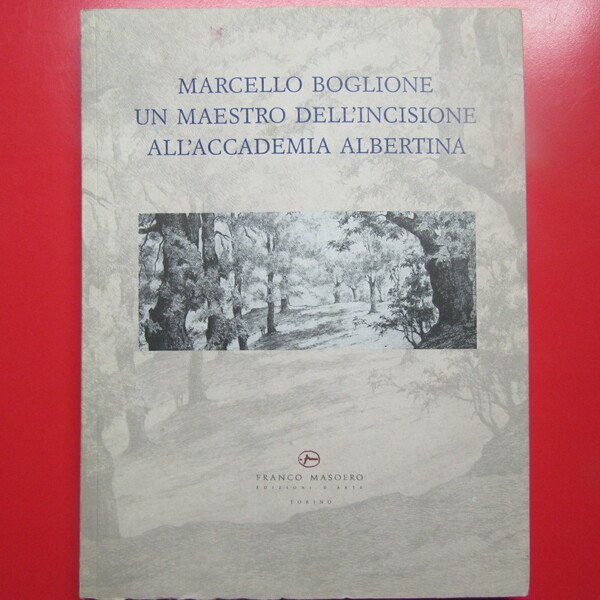 MARCELLO BOGLIONE
UN MAESTRO DELL'INCISIONE
ALL'ACCADEMIA ALBERTINA
FRANCO MASOERO
EDIZIONI D'ARTE
TORINO